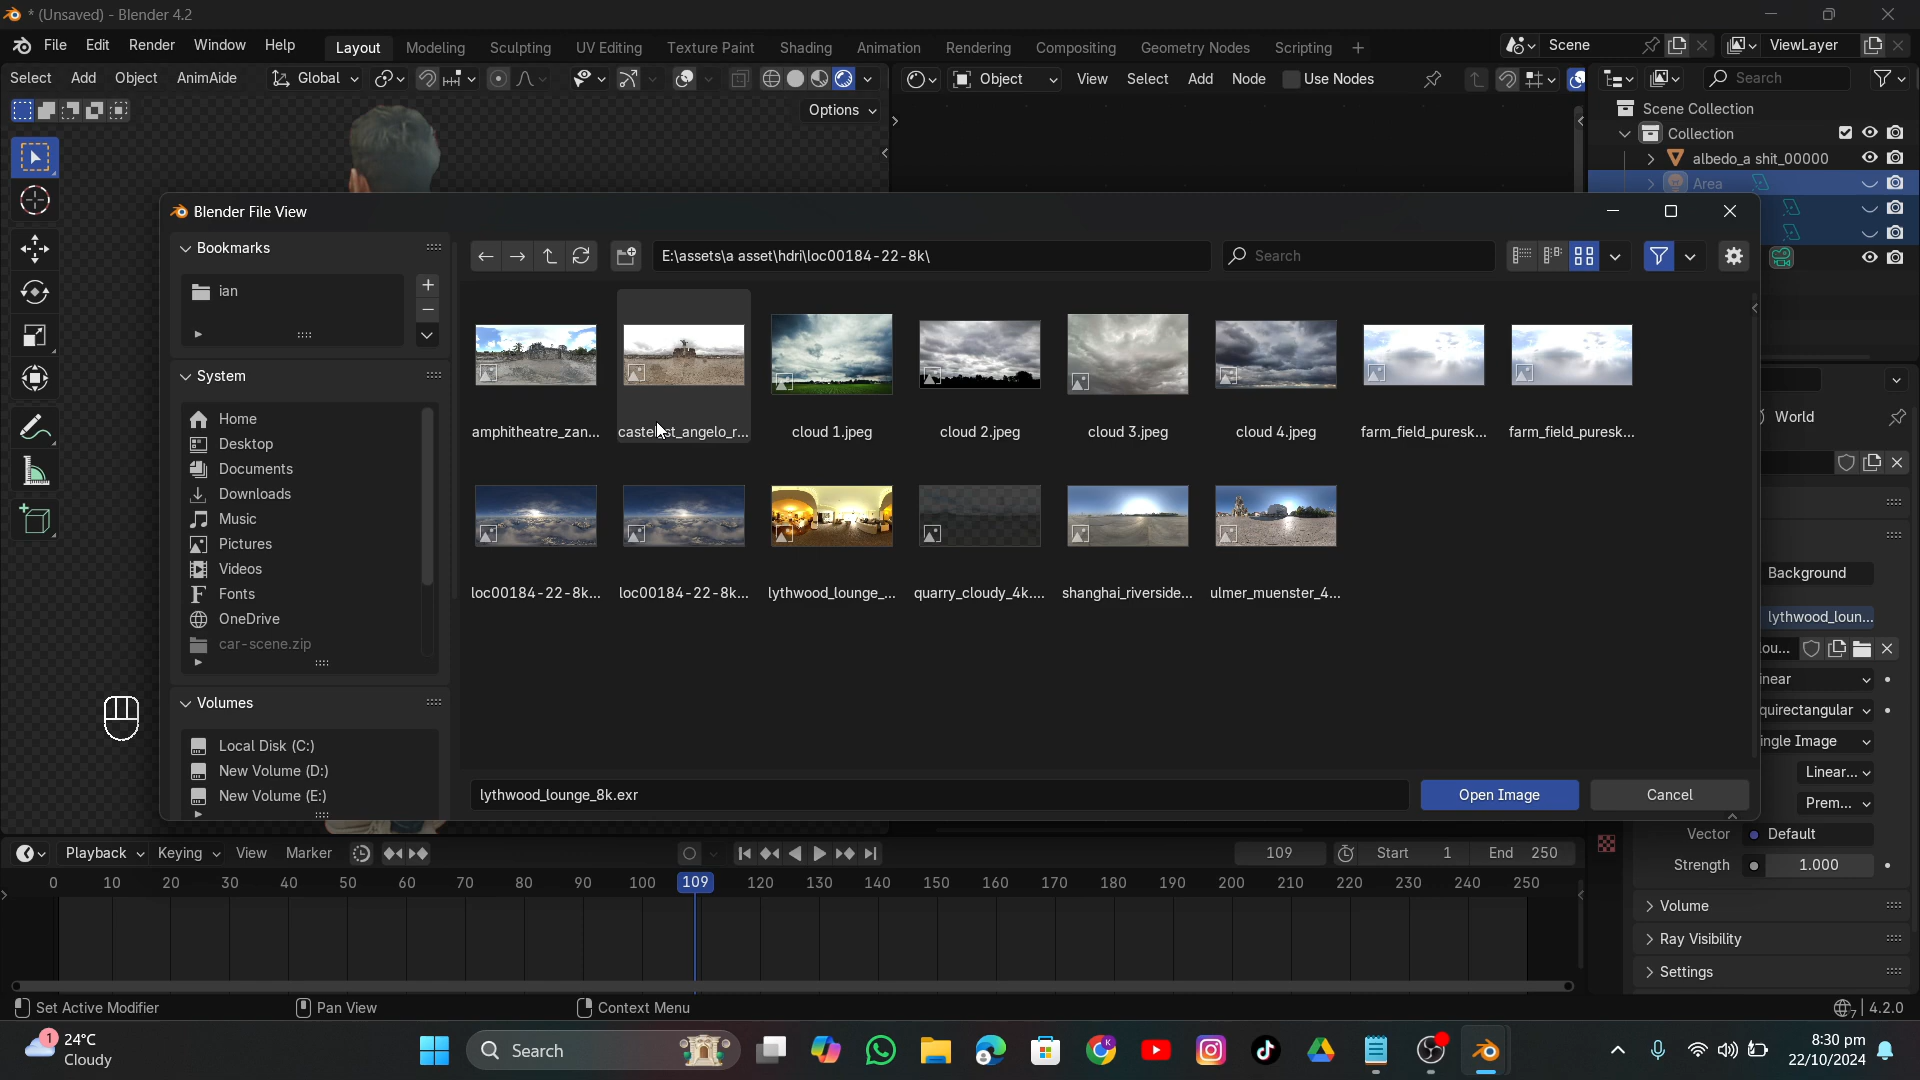 * (Unsaved) - Blender 4.2
File Edit Render Window Help
Layout Modeling Sculpting UV Editing Texture Paint Shading Animation Rendering Compositing Geometry Nodes Scripting +
Scene
ViewLayer
Select Add Object AnimAide
Global
Object View Select Add Node Use Nodes
Search
Options
Scene Collection
Collection
albedo_a shit_00000
Area
Blender File View
Bookmarks
ian
System
Home
Desktop
Documents
Downloads
Music
Pictures
Videos
Fonts
OneDrive
car-scene.zip
Volumes
Local Disk (C:)
New Volume (D:)
New Volume (E:)
E:\assets\a asset\hdri\loc00184-22-8k\
Search
amphitheatre_zan...
cloud 1.jpeg
cloud 2.jpeg
cloud 3.jpeg
cloud 4.jpeg
farm_field_puresk...
farm_field_puresk...
loc00184-22-8k...
loc00184-22-8k...
lythwood_lounge_...
quarry_cloudy_4k....
shanghai_riverside...
ulmer_muenster_4...
lythwood_lounge_8k.exr
Open Image
Cancel
World
Background
lythwood_loun...
ou...
inear
quirectangular
ingle Image
Linear...
Prem...
Vector Default
Strength 1.000
Volume
Ray Visibility
Settings
Playback Keying View Marker
109 Start 1 End 250
0 10 20 30 40 50 60 70 80 90 100 109 120 130 140 150 160 170 180 190 200 210 220 230 240 250
Set Active Modifier
Pan View
Context Menu
4.2.0
1
24°C
Cloudy
Search
8:30 pm
22/10/2024